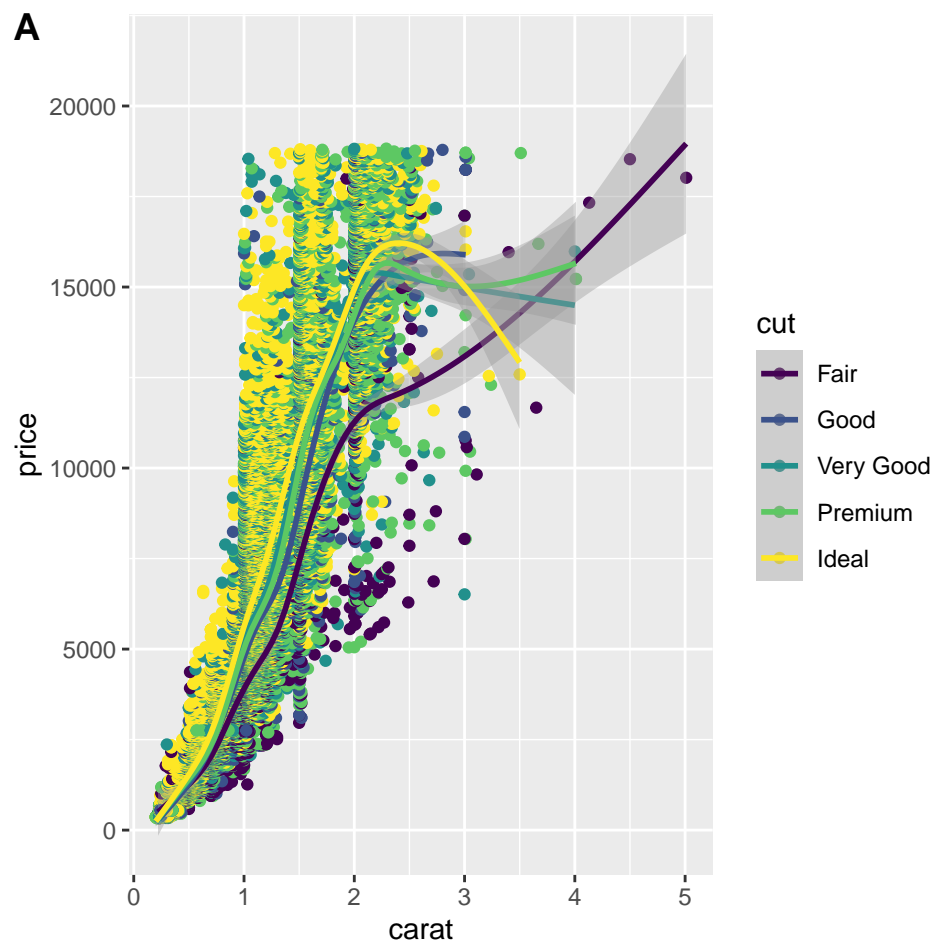 A
price
20000
15000
10000
5000
0
0 1 2 3 4 5
carat
cut
Fair
Good
Very Good
Premium
Ideal